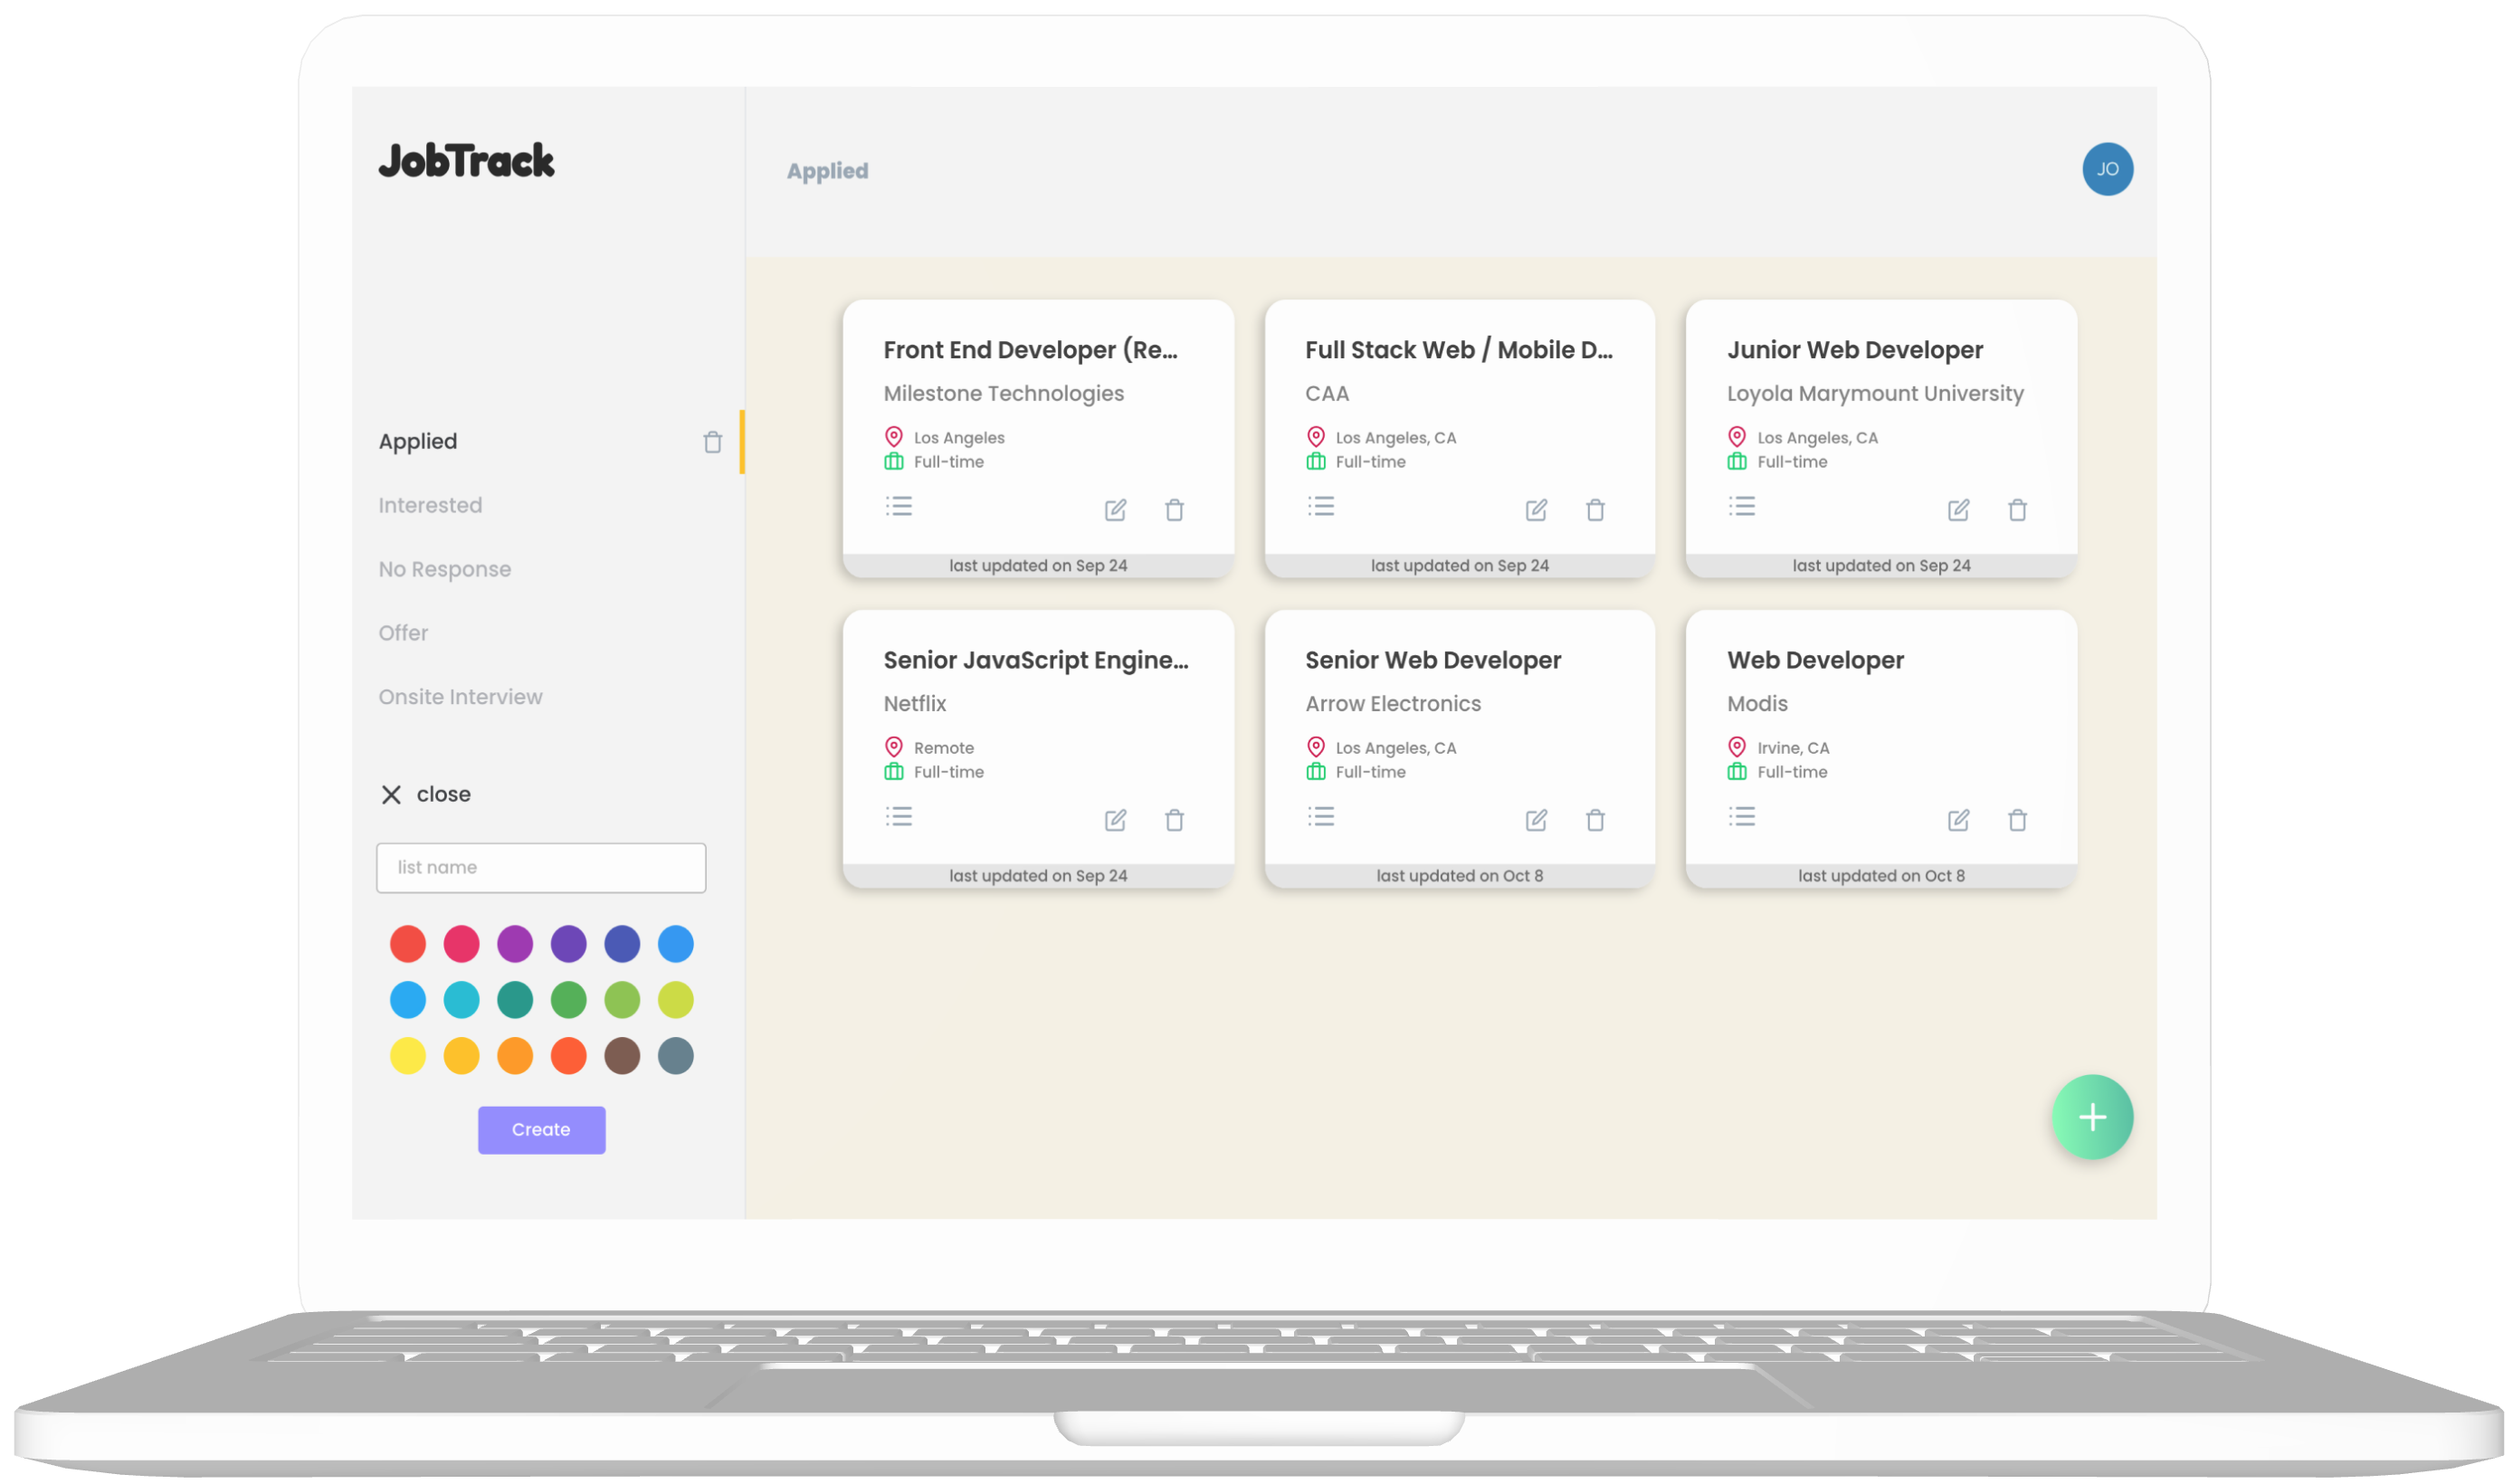 JobTrack
Applied
JO
Applied
Interested
No Response
Offer
Onsite Interview
close
list name
Create
Front End Developer (Re...
Milestone Technologies
Los Angeles
Full-time
last updated on Sep 24
Full Stack Web / Mobile D...
CAA
Los Angeles, CA
Full-time
last updated on Sep 24
Junior Web Developer
Loyola Marymount University
Los Angeles, CA
Full-time
last updated on Sep 24
Senior JavaScript Engine...
Netflix
Remote
Full-time
last updated on Sep 24
Senior Web Developer
Arrow Electronics
Los Angeles, CA
Full-time
last updated on Oct 8
Web Developer
Modis
Irvine, CA
Full-time
last updated on Oct 8